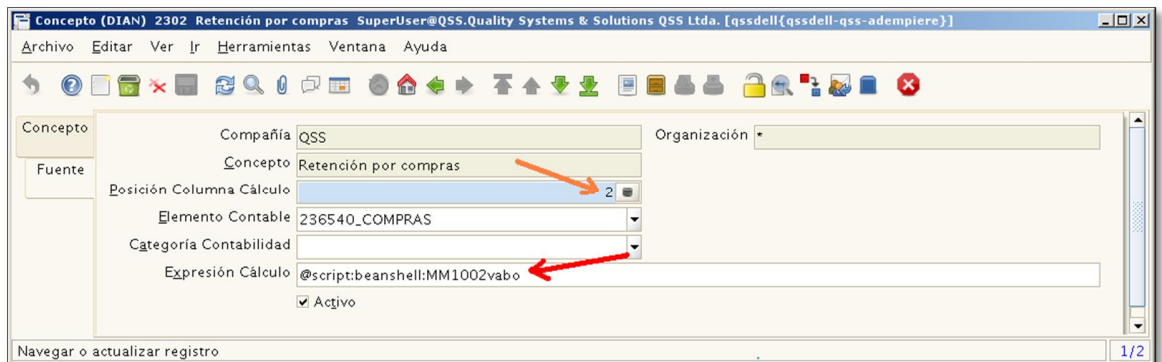 Concepto (DIAN)  2302  Retención por compras  SuperUser@QSS.Quality Systems & Solutions QSS Ltda. [qssdell{qssdell-qss-adempiere}]
Archivo  Editar  Ver  Ir  Herramientas  Ventana  Ayuda
Concepto
Fuente
Compañía QSS  Organización *
Concepto Retención por compras
Posición Columna Cálculo 2
Elemento Contable 236540_COMPRAS
Categoría Contabilidad
Expresión Cálculo @script:beanshell:MM1002vabo
Activo
Navegar o actualizar registro  1/2